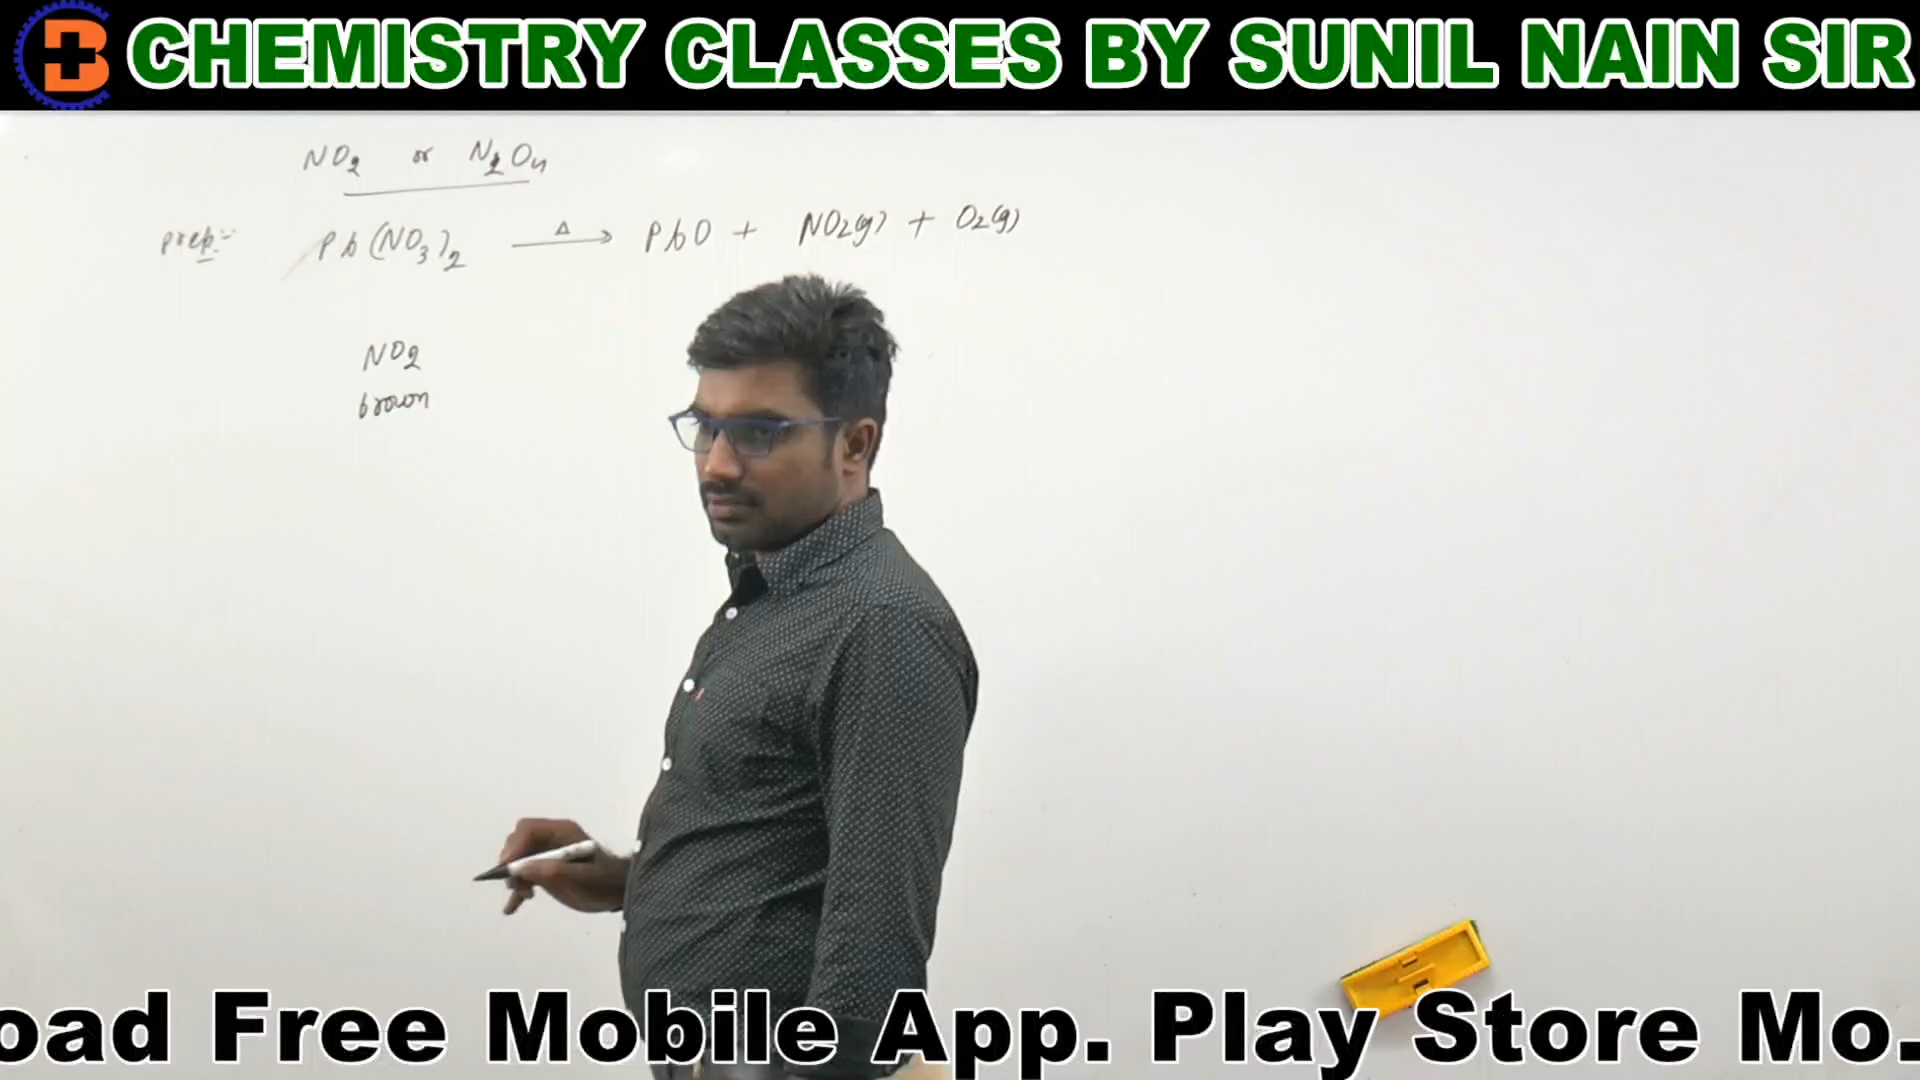 CHEMISTRY CLASSES BY SUNIL NAIN SIR
NO2 or N2O4
prep:- Pb(NO3)2 —Δ→ PbO + NO2(g) + O2(g)
NO2
brown
oad Free Mobile App. Play Store Mo.